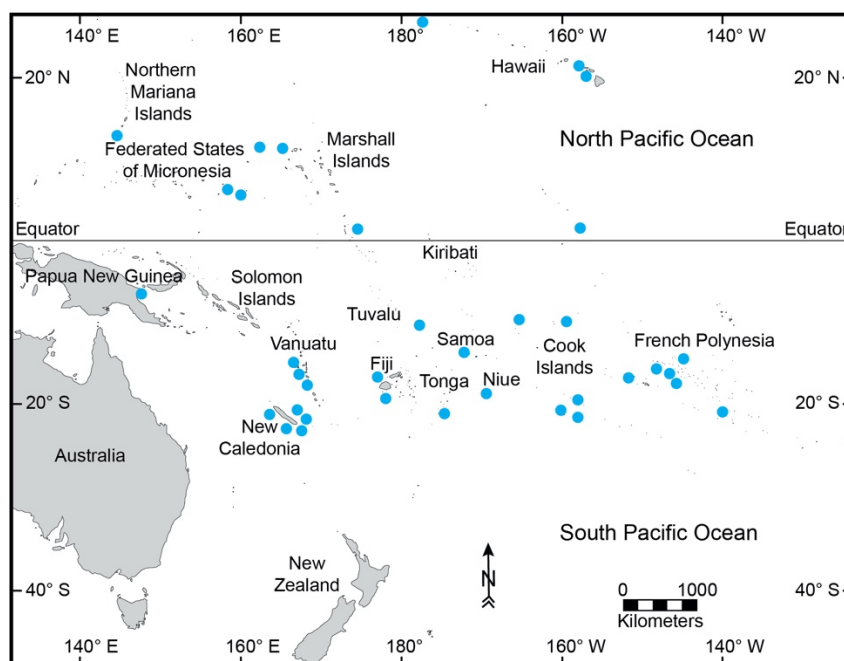 140° E 160° E 180° 160° W 140° W
20° N 20° N
Hawaii
Northern
Mariana
Islands
North Pacific Ocean
Marshall
Islands
Federated States
of Micronesia
Equator Equator
Kiribati
Papua New Guinea
Solomon
Islands
Tuvalu
Samoa
French Polynesia
Cook
Islands
Vanuatu
Fiji
Tonga Niue
20° S 20° S
New
Caledonia
Australia
South Pacific Ocean
New
Zealand
N
0 1000
Kilometers
40° S 40° S
140° E 160° E 180° 160° W 140° W